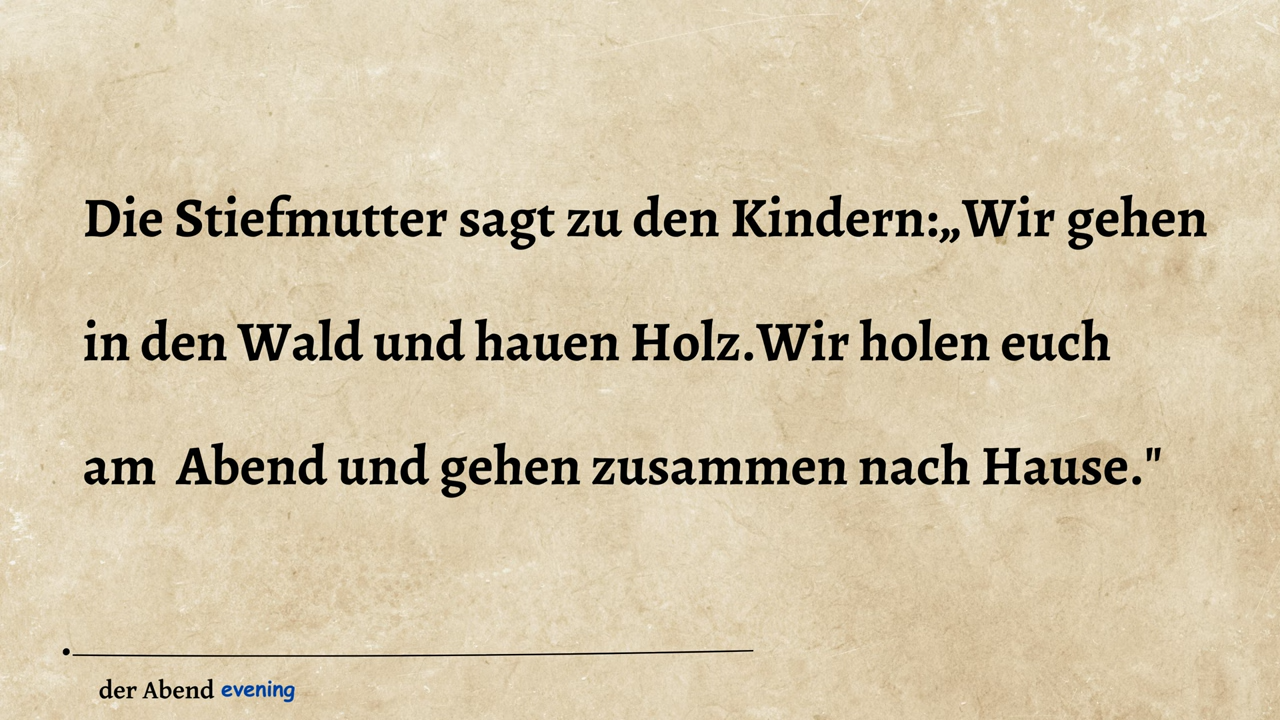 Die Stiefmutter sagt zu den Kindern:„Wir gehen
in den Wald und hauen Holz.Wir holen euch
am Abend und gehen zusammen nach Hause."
der Abend evening